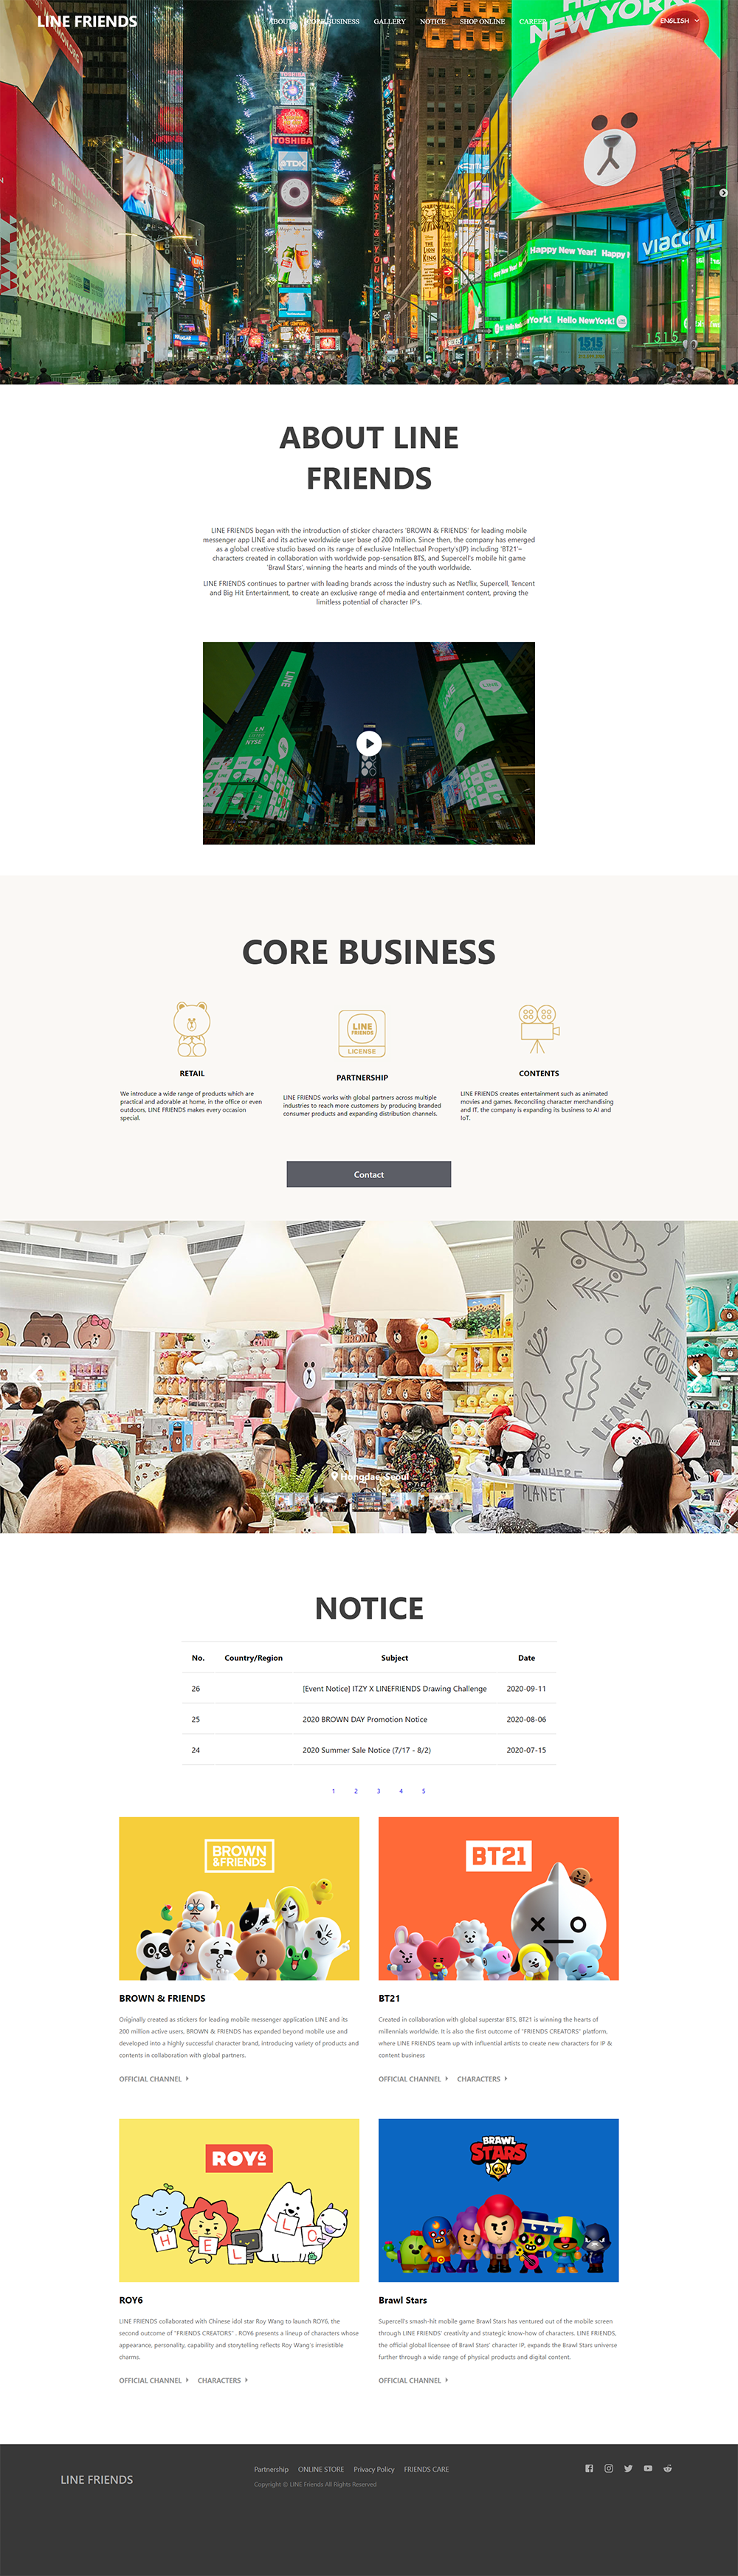 LINE FRIENDS
ABOUT CORE BUSINESS GALLERY NOTICE SHOP ONLINE CAREER
ENGLISH
NEW YORK!
TOSHIBA
TOSHIBA
TDK
Happy New Year! Happy
York! Hello NewYork!
VIACOM
1515
1515
ABOUT LINE
FRIENDS
LINE FRIENDS began with the introduction of sticker characters 'BROWN & FRIENDS' for leading mobile
messenger app LINE and its active worldwide user base of 200 million. Since then, the company has emerged
as a global creative studio based on its range of exclusive Intellectual Property's(IP) including 'BT21'–
characters created in collaboration with worldwide pop-sensation BTS, and Supercell's mobile hit game
'Brawl Stars', winning the hearts and minds of the youth worldwide.
LINE FRIENDS continues to partner with leading brands across the industry such as Netflix, Supercell, Tencent
and Big Hit Entertainment, to create an exclusive range of media and entertainment content, proving the
limitless potential of character IP's.
LINE
LINE
CORE BUSINESS
LINE
FRIENDS
LICENSE
RETAIL
PARTNERSHIP
CONTENTS
We introduce a wide range of products which are
practical and adorable at home, in the office or even
outdoors, LINE FRIENDS makes every occasion
special.
LINE FRIENDS works with global partners across multiple
industries to reach more customers by producing branded
consumer products and expanding distribution channels.
LINE FRIENDS creates entertainment such as animated
movies and games. Reconciling character merchandising
and IT, the company is expanding its business to AI and
IoT.
Contact
LEAVES
PLANET
Hongdae, Seoul
NOTICE
No. Country/Region Subject Date
26 [Event Notice] ITZY X LINEFRIENDS Drawing Challenge 2020-09-11
25 2020 BROWN DAY Promotion Notice 2020-08-06
24 2020 Summer Sale Notice (7/17 - 8/2) 2020-07-15
1 2 3 4 5
BROWN
&FRIENDS
BT21
BROWN & FRIENDS
Originally created as stickers for leading mobile messenger application LINE and its
200 million active users, BROWN & FRIENDS has expanded beyond mobile use and
developed into a highly successful character brand, introducing variety of products and
contents in collaboration with global partners.
OFFICIAL CHANNEL
BT21
Created in collaboration with global superstar BTS, BT21 is winning the hearts of
millennials worldwide. It is also the first outcome of "FRIENDS CREATORS" platform,
where LINE FRIENDS team up with influential artists to create new characters for IP &
content business
OFFICIAL CHANNEL CHARACTERS
ROY6
HELLO
BRAWL
STARS
ROY6
LINE FRIENDS collaborated with Chinese idol star Roy Wang to launch ROY6, the
second outcome of "FRIENDS CREATORS" . ROY6 presents a lineup of characters whose
appearance, personality, capability and storytelling reflects Roy Wang's irresistible
charms.
OFFICIAL CHANNEL CHARACTERS
Brawl Stars
Supercell's smash-hit mobile game Brawl Stars has ventured out of the mobile screen
through LINE FRIENDS' creativity and strategic know-how of characters. LINE FRIENDS,
the official global licensee of Brawl Stars' character IP, expands the Brawl Stars universe
further through a wide range of physical products and digital content.
OFFICIAL CHANNEL
LINE FRIENDS
Partnership ONLINE STORE Privacy Policy FRIENDS CARE
Copyright © LINE Friends All Rights Reserved